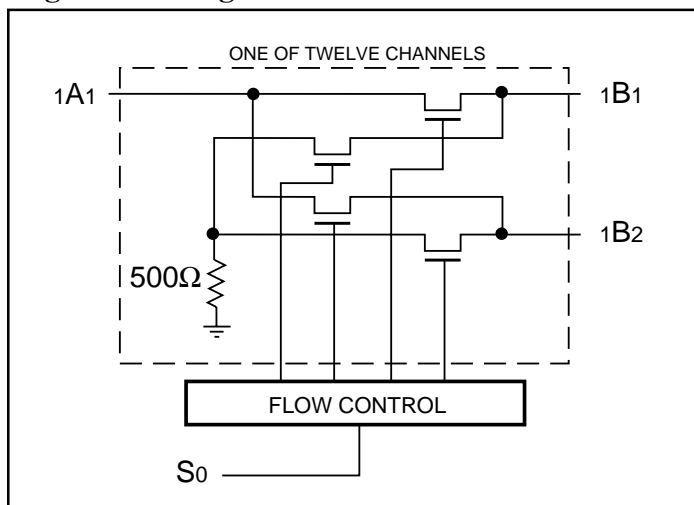 ONE OF TWELVE CHANNELS
1A1
1B1
1B2
500Ω
FLOW CONTROL
S0